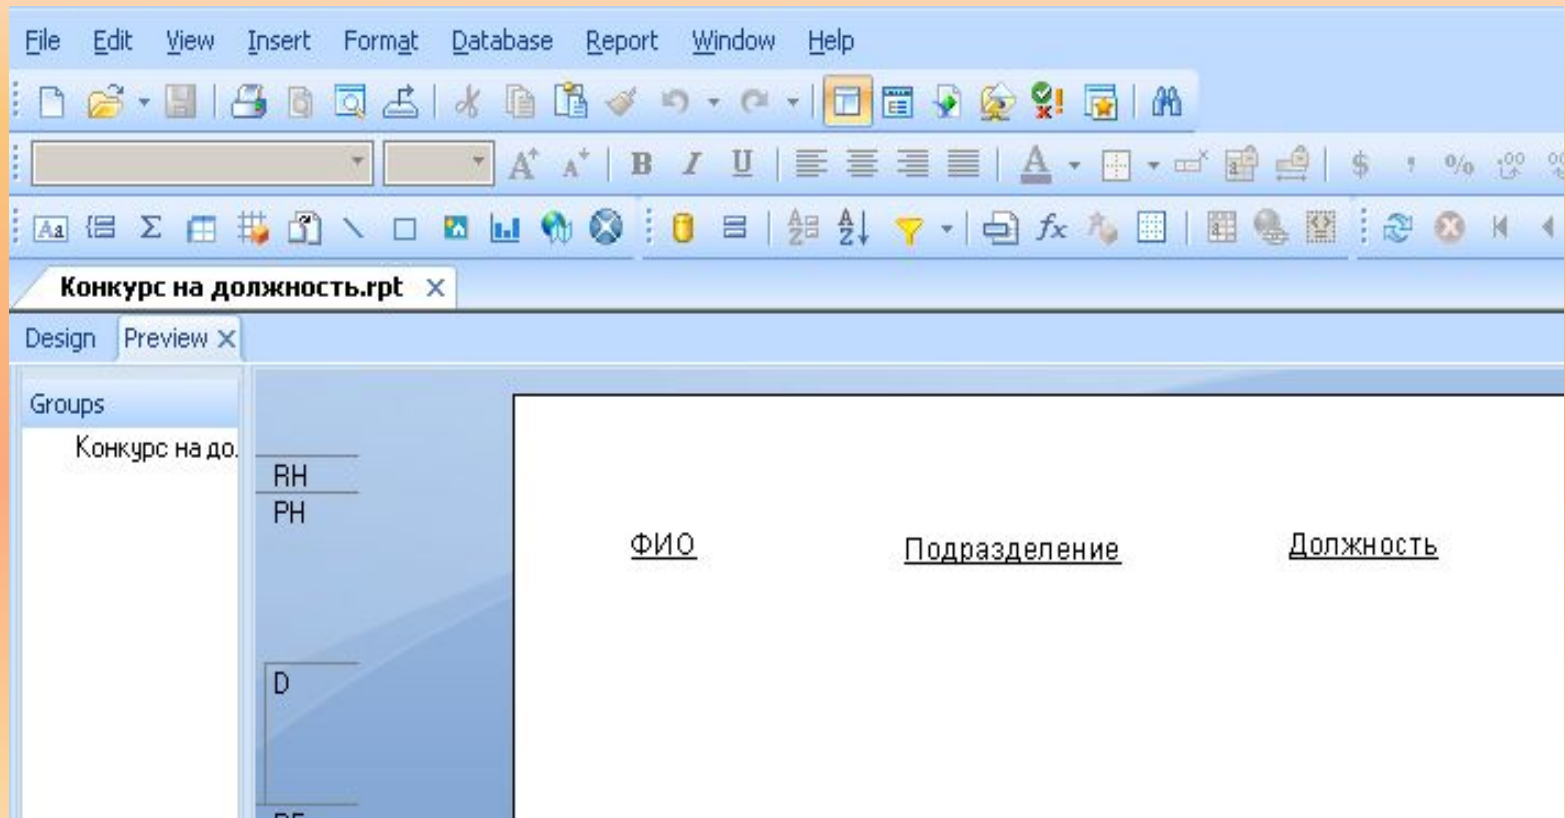 File Edit View Insert Format Database Report Window Help
Конкурс на должность.rpt
Design Preview
Groups
Конкурс на до.
RH
PH
ФИО Подразделение Должность
D